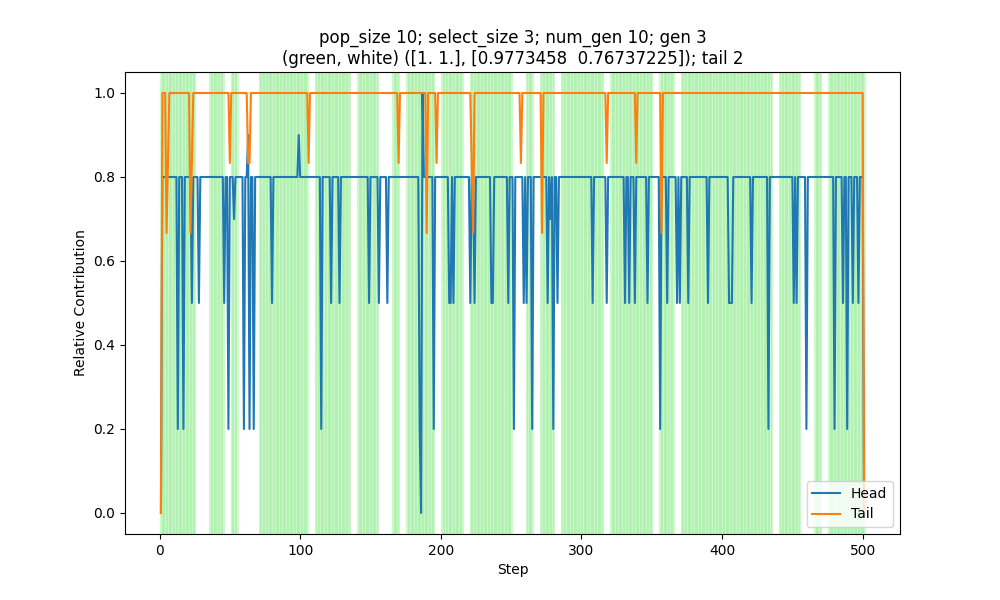 pop_size 10; select_size 3; num_gen 10; gen 3
(green, white) ([1. 1.], [0.9773458  0.76737225]); tail 2
1.0
0.8
0.6
0.4
0.2
0.0
Relative Contribution
Head
Tail
0
100
200
300
400
500
Step